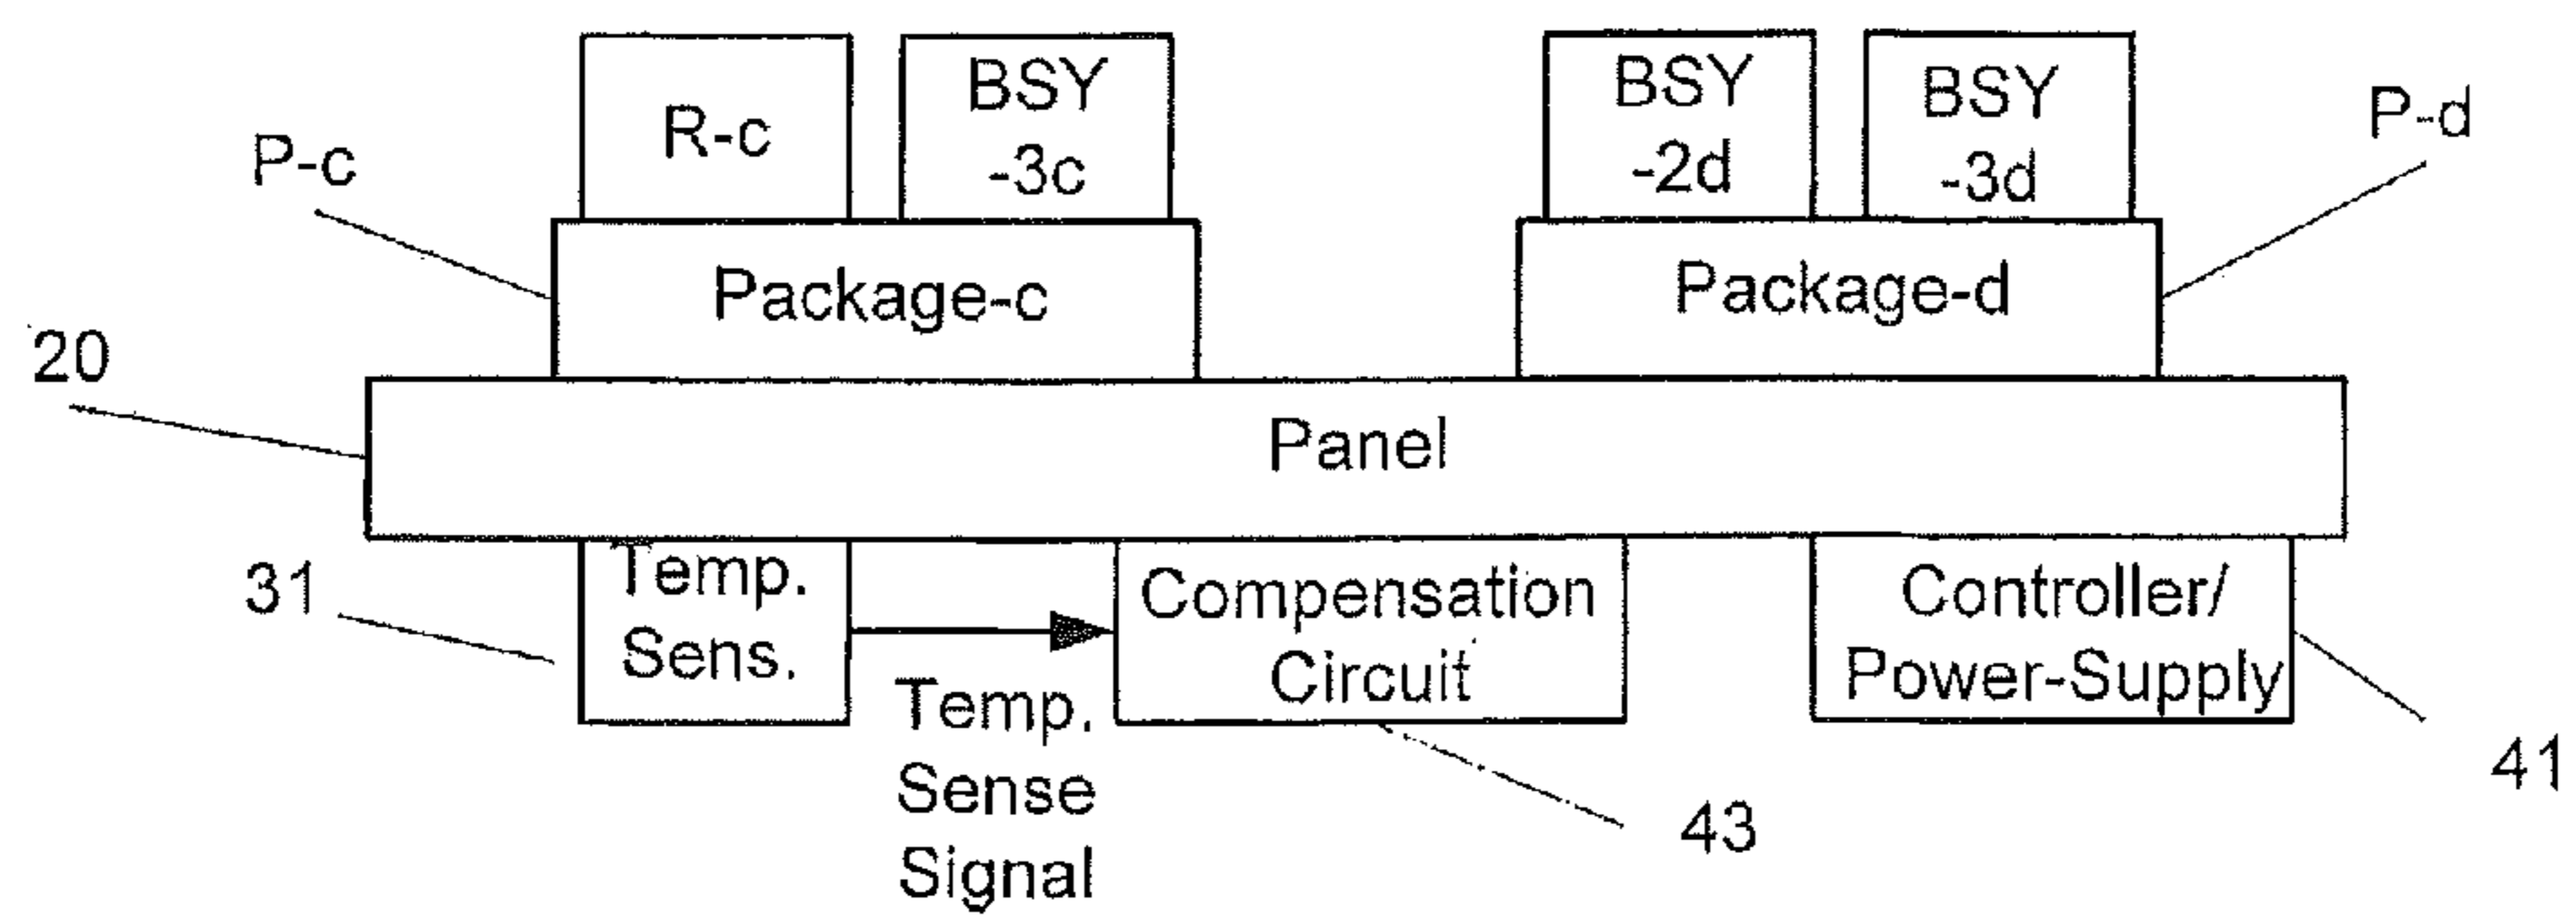 R-c
BSY
-3c
BSY
-2d
BSY
-3d
P-c
P-d
Package-c
Package-d
20
Panel
31
Temp.
Sens.
Temp.
Sense
Signal
Compensation
Circuit
Controller/
Power-Supply
43
41